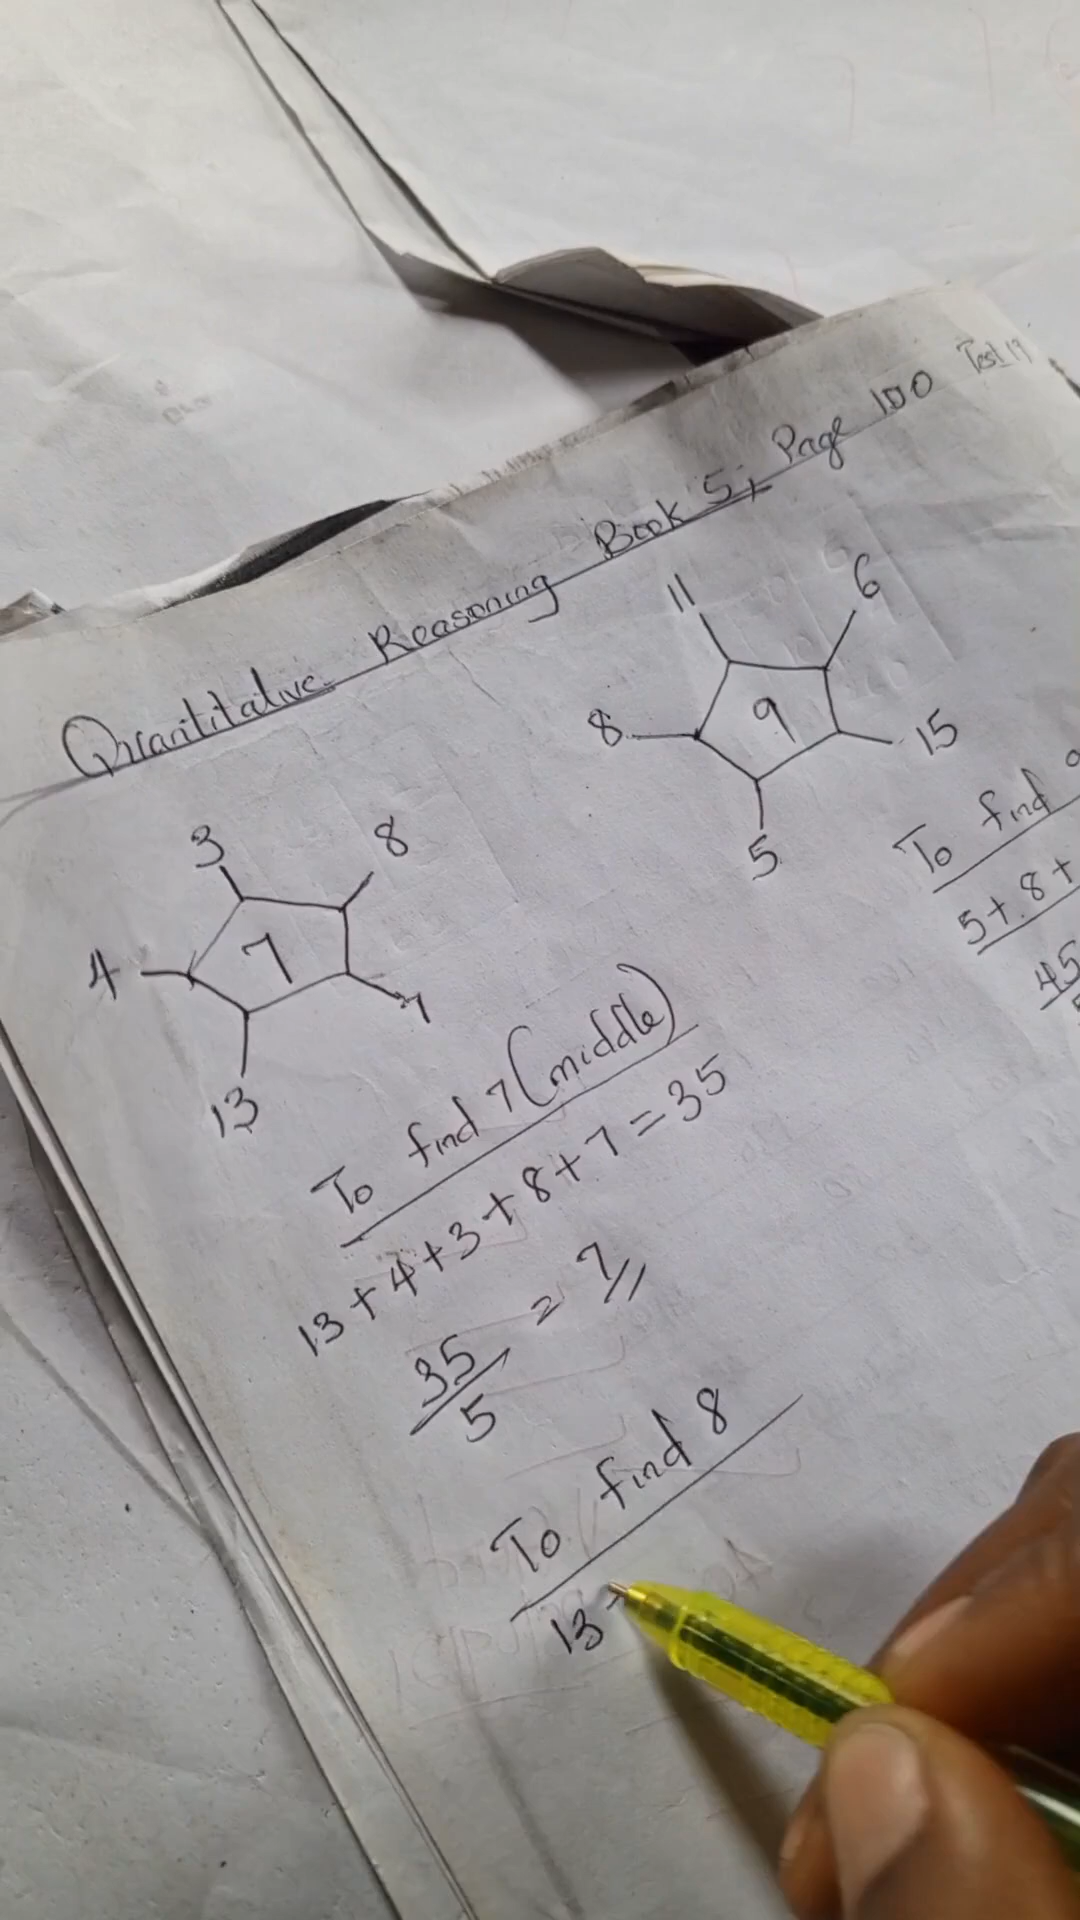 Quantitative Reasoning Book 5, Page 100 Test 19
11
6
8
9
15
5
3
8
4
7
7
13
To find 7 (middle)
13 + 4 + 3 + 8 + 7 = 35
35/5 = 7
To find 8
13 +
To find 9
5 + 8 +
45